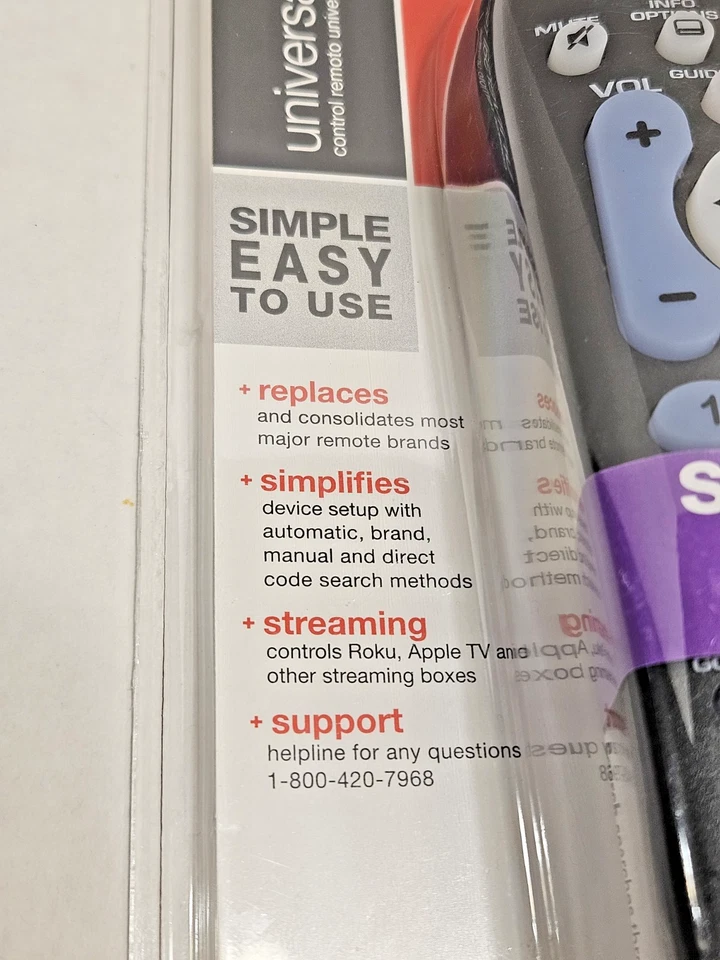 universa
control remoto unive
MUTE
INFO
OPTIONS
GUID
VOL
+
-
1
SIMPLE
EASY
TO USE
+ replaces
and consolidates most
major remote brands
+ simplifies
device setup with
automatic, brand,
manual and direct
code search methods
+ streaming
controls Roku, Apple TV and
other streaming boxes
+ support
helpline for any questions
1-800-420-7968
S